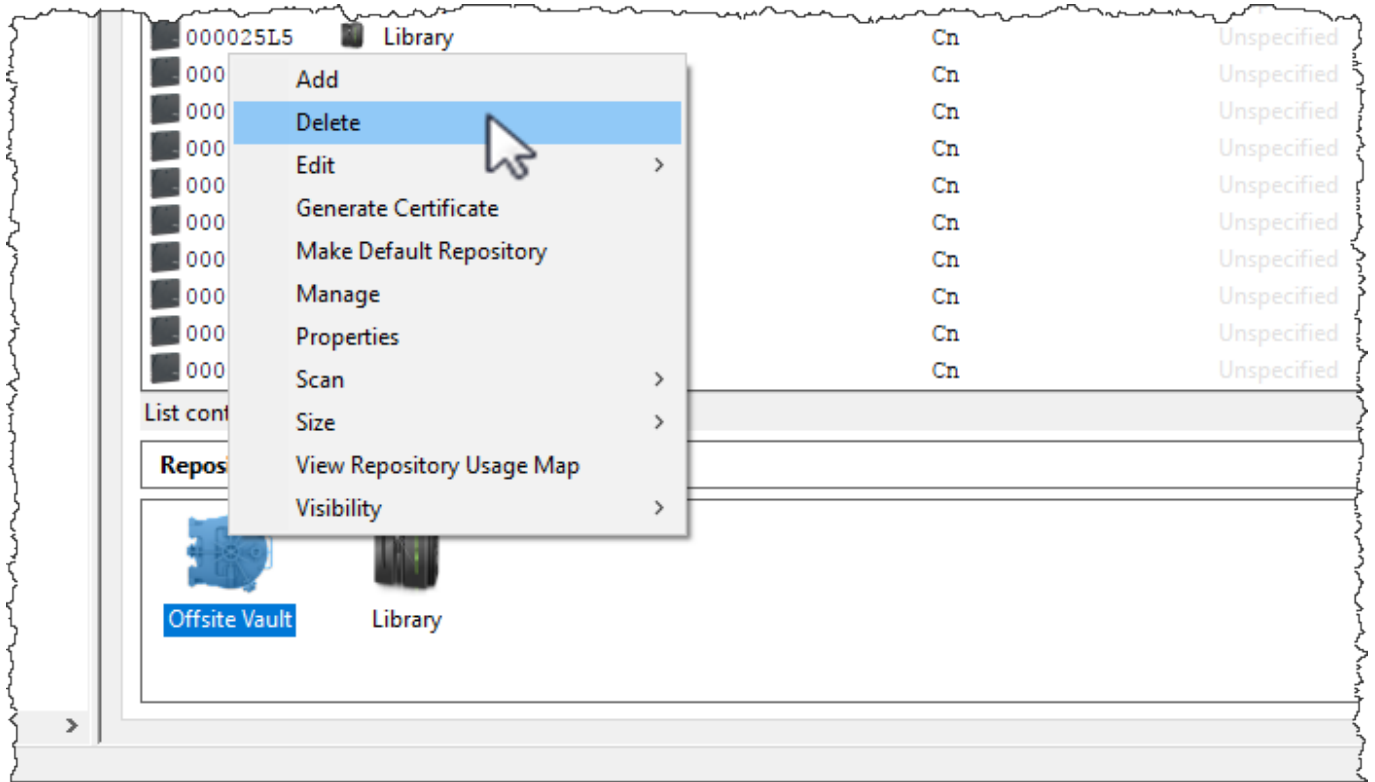 000025L5 Library Cn Unspecified
000 Cn Unspecified
000 Cn Unspecified
000 Cn Unspecified
000 Cn Unspecified
000 Cn Unspecified
000 Cn Unspecified
000 Cn Unspecified
000 Cn Unspecified
000 Cn Unspecified
Add
Delete
Edit
Generate Certificate
Make Default Repository
Manage
Properties
Scan
Size
View Repository Usage Map
Visibility
List cont
Reposi
Offsite Vault Library